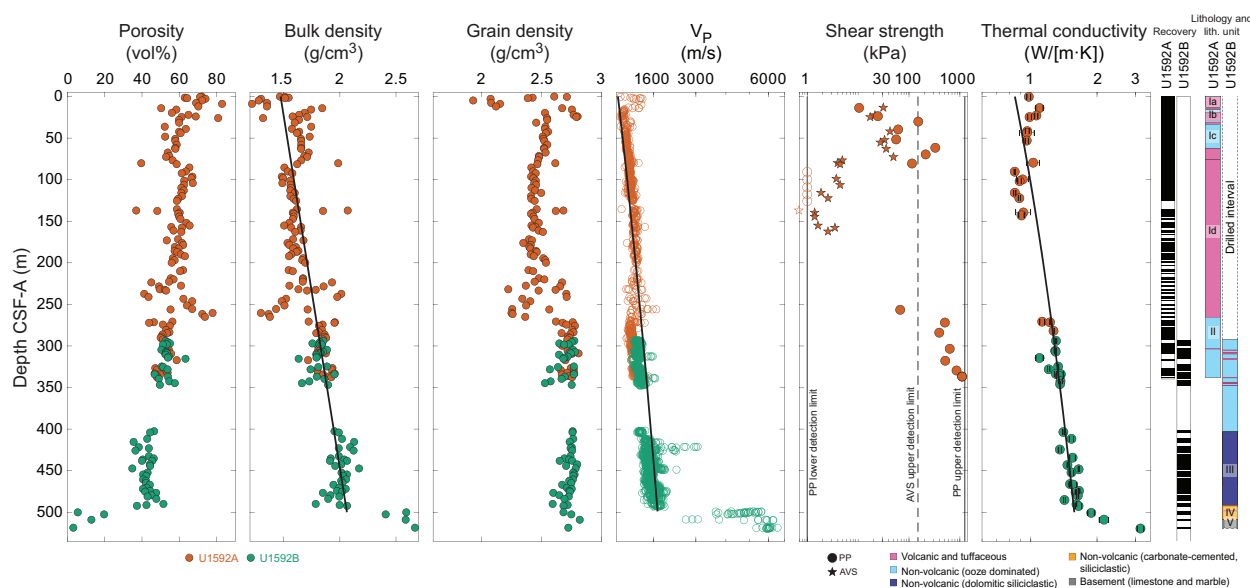 Porosity
(vol%)
Bulk density
(g/cm³)
Grain density
(g/cm³)
V_P
(m/s)
Shear strength
(kPa)
Thermal conductivity
(W/[m·K])
Recovery
Lithology and
lith. unit
U1592A
U1592B
U1592A
U1592B
0 20 40 60 80
1.5 2 2.5
2 2.5 3
1600 3000 6000
1 30 100 1000
1 2 3
0
50
100
150
200
250
300
350
400
450
500
Depth CSF-A (m)
PP lower detection limit
AVS upper detection limit
PP upper detection limit
Drilled interval
Ia
Ib
Ic
Id
II
III
IV
V
U1592A U1592B
PP
AVS
Volcanic and tuffaceous
Non-volcanic (ooze dominated)
Non-volcanic (dolomitic siliciclastic)
Non-volcanic (carbonate-cemented,
siliciclastic)
Basement (limestone and marble)